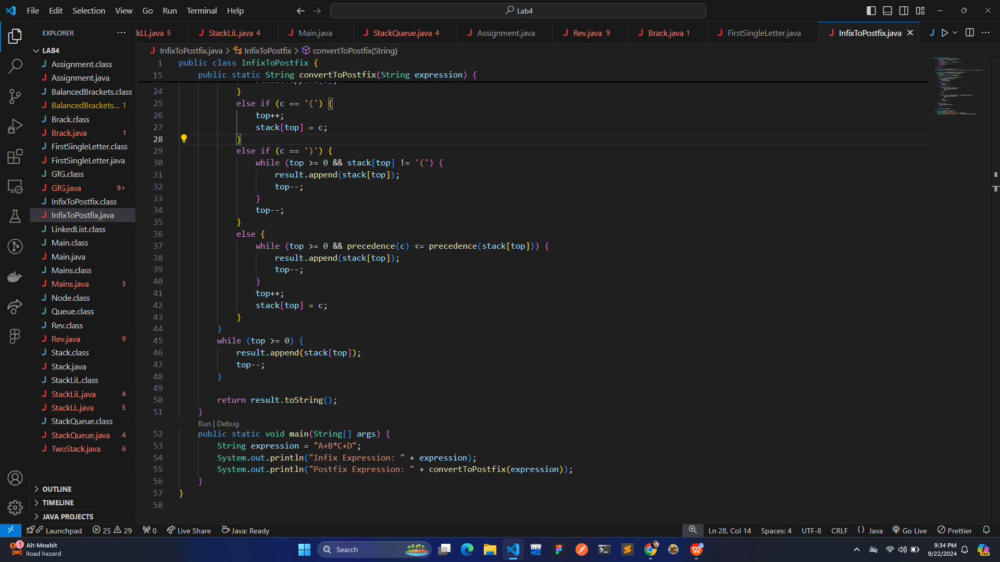 File Edit Selection View Go Run Terminal Help
Lab4
EXPLORER
kLL.java 5
StackLiL.java 4
Main.java
StackQueue.java 4
Assignment.java
Rev.java 9
Brack.java 1
FirstSingleLetter.java
InfixToPostfix.java
InfixToPostfix.java > InfixToPostfix > convertToPostfix(String)
LAB4
Assignment.class
Assignment.java
BalancedBrackets.class
BalancedBrackets... 1
Brack.class
Brack.java 1
FirstSingleLetter.class
FirstSingleLetter.java
GfG.class
GfG.java 9+
InfixToPostfix.class
InfixToPostfix.java
LinkedList.class
Main.class
Main.java
Mains.class
Mains.java 3
Node.class
Queue.class
Rev.class
Rev.java 9
Stack.class
Stack.java
StackLiL.class
StackLiL.java 4
StackLL.java 5
StackQueue.class
StackQueue.java 4
TwoStack.java 6
OUTLINE
TIMELINE
JAVA PROJECTS
1 public class InfixToPostfix {
15 public static String convertToPostfix(String expression) {
24 }
25 else if (c == '(') {
26 top++;
27 stack[top] = c;
28 }
29 else if (c == ')') {
30 while (top >= 0 && stack[top] != '(') {
31 result.append(stack[top]);
32 top--;
33 }
34 top--;
35 }
36 else {
37 while (top >= 0 && precedence(c) <= precedence(stack[top])) {
38 result.append(stack[top]);
39 top--;
40 }
41 top++;
42 stack[top] = c;
43 }
44 }
45 while (top >= 0) {
46 result.append(stack[top]);
47 top--;
48 }
49
50 return result.toString();
51 }
Run | Debug
52 public static void main(String[] args) {
53 String expression = "A+B*C+D";
54 System.out.println("Infix Expression: " + expression);
55 System.out.println("Postfix Expression: " + convertToPostfix(expression));
56 }
57 }
58
Launchpad 25 29 0 Live Share Java: Ready
Ln 28, Col 14 Spaces: 4 UTF-8 CRLF {} Java Go Live Prettier
1
Alt-Moabit
Road hazard
Search
DEV
9:34 PM
9/22/2024
PRE